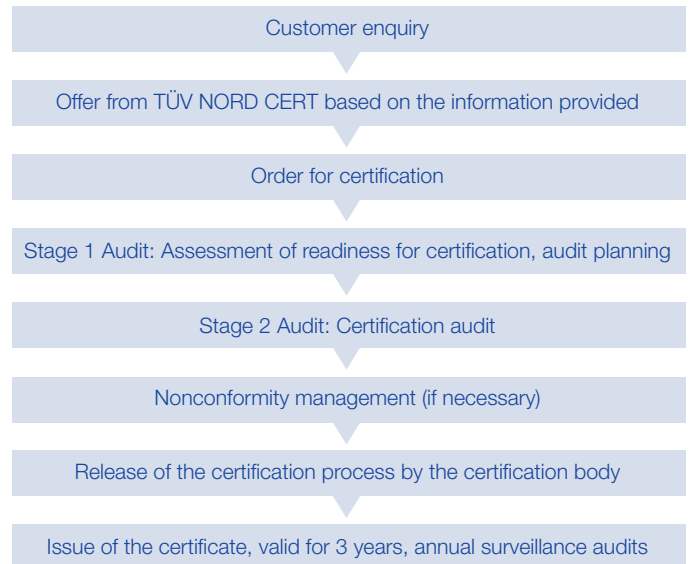 Customer enquiry
Offer from TÜV NORD CERT based on the information provided
Order for certification
Stage 1 Audit: Assessment of readiness for certification, audit planning
Stage 2 Audit: Certification audit
Nonconformity management (if necessary)
Release of the certification process by the certification body
Issue of the certificate, valid for 3 years, annual surveillance audits